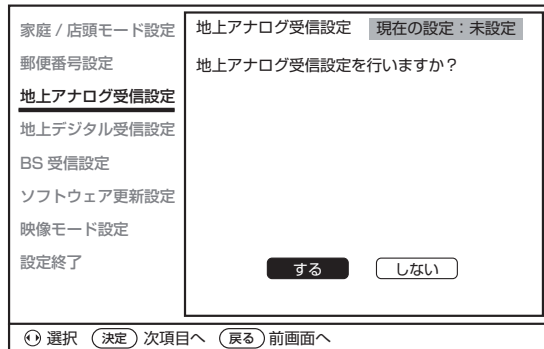 家庭 / 店頭モード設定
郵便番号設定
地上アナログ受信設定
地上デジタル受信設定
BS 受信設定
ソフトウェア更新設定
映像モード設定
設定終了
地上アナログ受信設定 現在の設定：未設定
地上アナログ受信設定を行いますか？
する しない
選択 決定 次項目へ 戻る 前画面へ